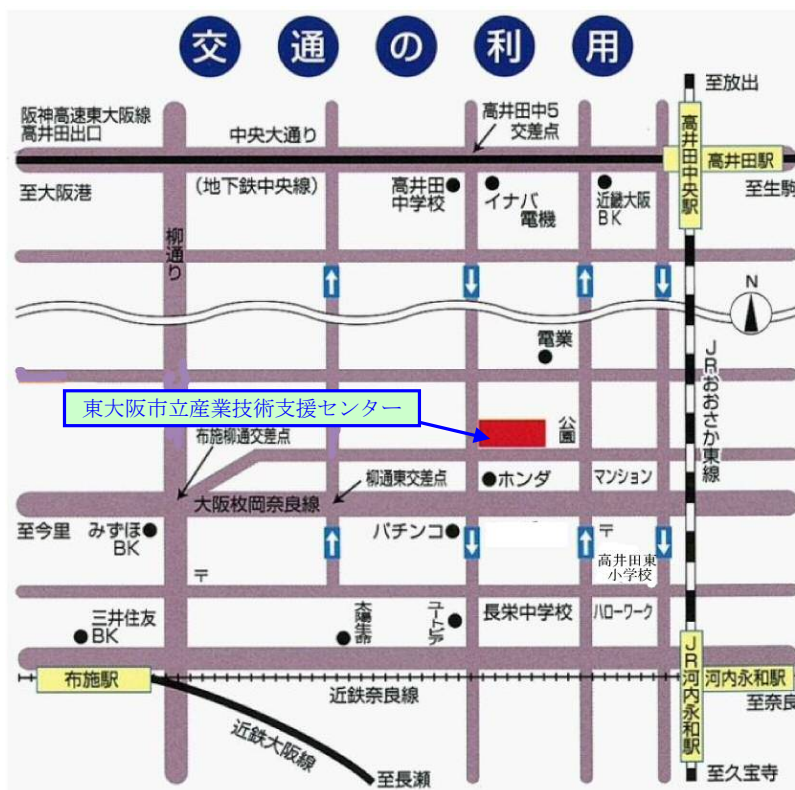 交通の利用
至放出
阪神高速東大阪線
高井田出口
中央大通り
高井田中5
交差点
高井田中央駅
高井田駅
至大阪港
(地下鉄中央線)
高井田
中学校
イナバ
電機
近畿大阪
BK
至生駒
柳通り
N
電業
JRおおさか東線
東大阪市立産業技術支援センター
公園
布施柳通交差点
柳通東交差点
ホンダ
マンション
大阪枚岡奈良線
至今里
みずほ
BK
パチンコ
〒
高井田東
小学校
〒
三井住友
BK
太陽生命
ユートピア
長栄中学校
ハローワーク
布施駅
近鉄奈良線
JR河内永和駅
河内永和駅
至奈良
近鉄大阪線
至長瀬
至久宝寺